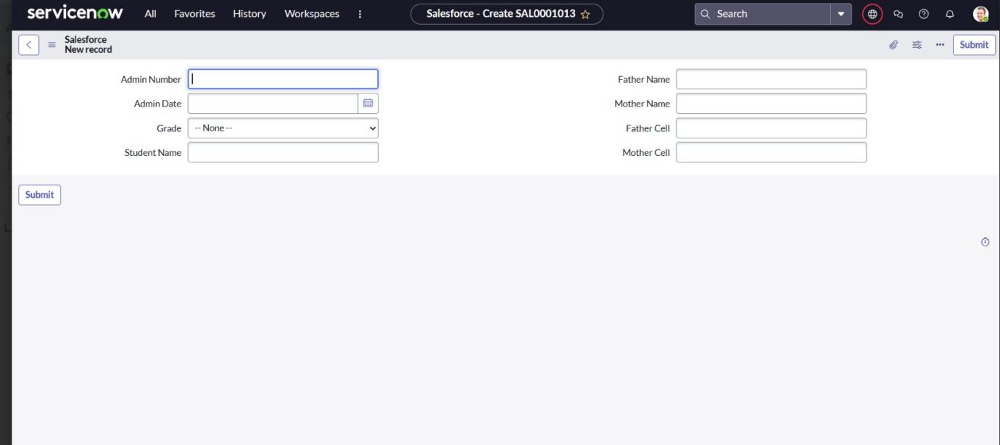 servicenow All Favorites History Workspaces Salesforce - Create SAL0001013 Search
Salesforce
New record
Submit
Admin Number
Father Name
Admin Date
Mother Name
Grade -- None --
Father Cell
Student Name
Mother Cell
Submit